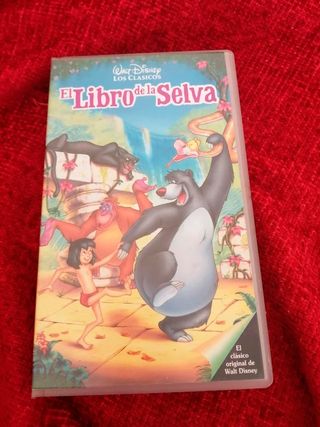 Walt Disney
LOS CLASICOS
El Libro de la Selva
El
clásico
original de
Walt Disney